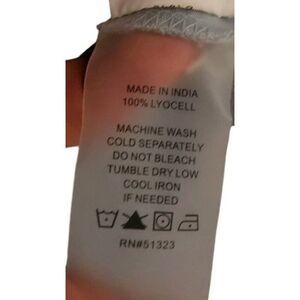 MADE IN INDIA
100% LYOCELL
MACHINE WASH
COLD SEPARATELY
DO NOT BLEACH
TUMBLE DRY LOW
COOL IRON
IF NEEDED
RN#51323